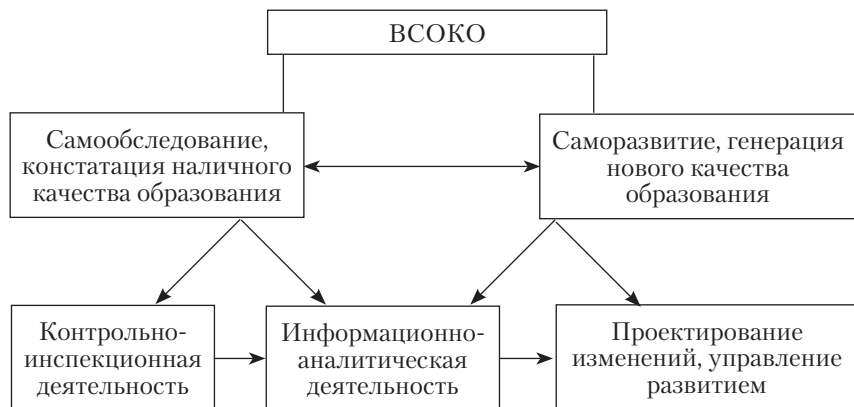 ВСОКО
Самообследование,
констатация наличного
качества образования
Саморазвитие, генерация
нового качества
образования
Контрольно-
инспекционная
деятельность
Информационно-
аналитическая
деятельность
Проектирование
изменений, управление
развитием